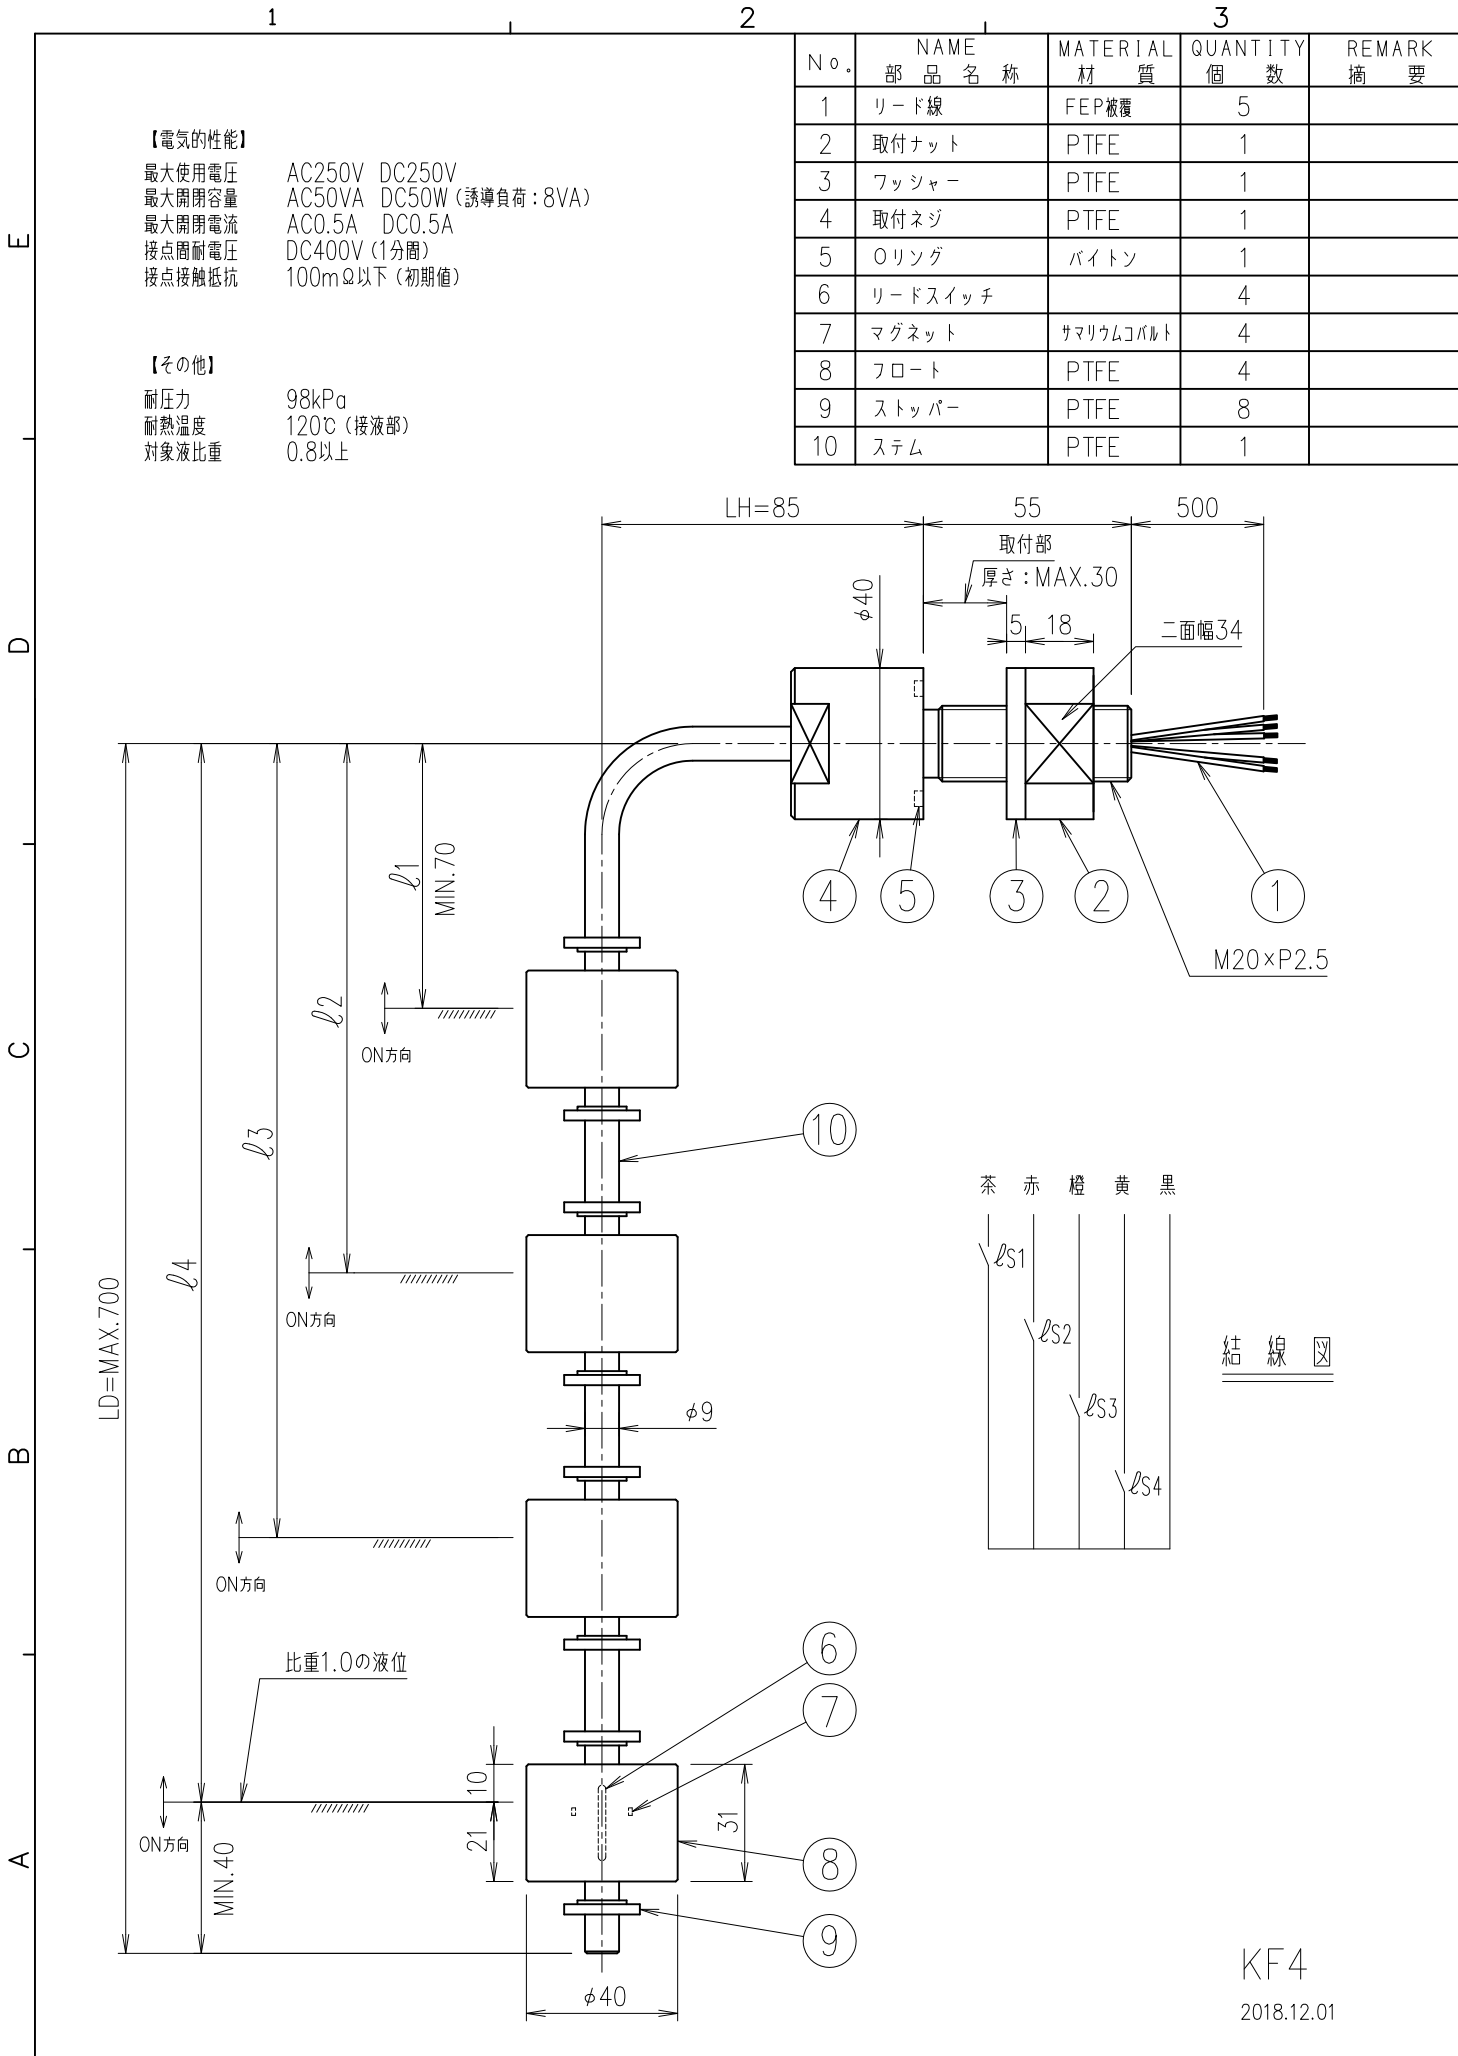 1 2 3
No. NAME MATERIAL QUANTITY REMARK
部品名称 材質 個数 摘要
1 リード線 FEP被覆 5
2 取付ナット PTFE 1
3 ワッシャー PTFE 1
4 取付ネジ PTFE 1
5 Oリング バイトン 1
6 リードスイッチ 4
7 マグネット サマリウムコバルト 4
8 フロート PTFE 4
9 ストッパー PTFE 8
10 ステム PTFE 1
【電気的性能】
最大使用電圧 AC250V DC250V
最大開閉容量 AC50VA DC50W(誘導負荷:8VA)
最大開閉電流 AC0.5A DC0.5A
接点間耐電圧 DC400V(1分間)
接点接触抵抗 100mΩ以下(初期値)
【その他】
耐圧力 98kPa
耐熱温度 120℃(接液部)
対象液比重 0.8以上
E
D
C
B
A
LH=85 55 500
取付部
厚さ:MAX.30
φ40
5 18
二面幅34
4 5 3 2 1
M20×P2.5
ℓ1
MIN.70
ℓ2
ℓ3
ℓ4
LD=MAX.700
ON方向
ON方向
ON方向
ON方向
10
φ9
茶 赤 橙 黄 黒
ℓS1
ℓS2
ℓS3
ℓS4
結線図
比重1.0の液位
6
7
8
9
10
21
31
MIN.40
φ40
KF4
2018.12.01